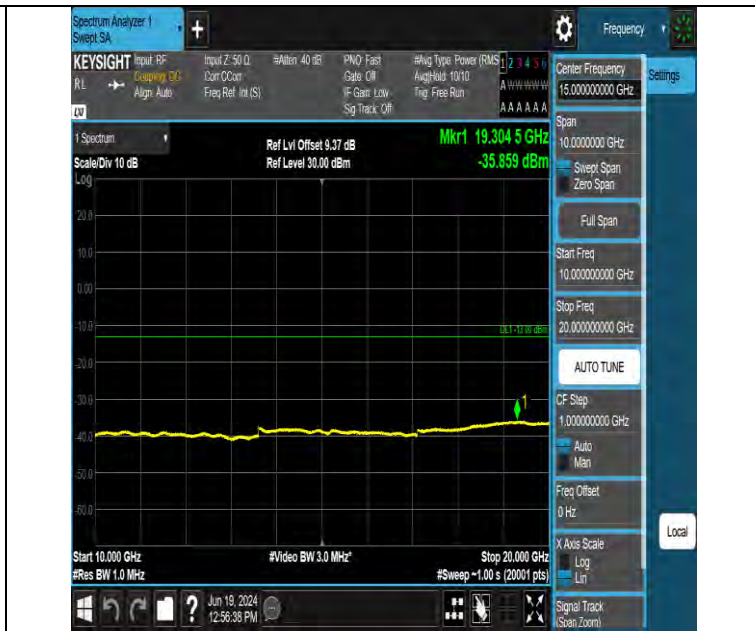 Spectrum Analyzer 1
Swept SA
+
Frequency
KEYSIGHT
RL
Input: RF
Coupling: DC
Align: Auto
Input Z: 50 Ω
Corr CCorr
Freq Ref: Int (S)
#Atten: 40 dB
PNO: Fast
Gate: Off
IF Gain: Low
Sig Track: Off
#Avg Type: Power (RMS
Avg|Hold: 10/10
Trig: Free Run
1 2 3 4 5 6
A W W W W W
A A A A A A
LXI
1 Spectrum
Scale/Div 10 dB
Log
Ref Lvl Offset 9.37 dB
Ref Level 30.00 dBm
Mkr1 19.304 5 GHz
-35.859 dBm
20.0
10.0
0.00
-10.0
-20.0
-30.0
-40.0
-50.0
-60.0
DL1 -13.00 dBm
1
Start 10.000 GHz
#Res BW 1.0 MHz
#Video BW 3.0 MHz*
Stop 20.000 GHz
#Sweep ~1.00 s (20001 pts)
?
Jun 19, 2024
12:56:38 PM
Center Frequency
15.000000000 GHz
Settings
Span
10.0000000 GHz
Swept Span
Zero Span
Full Span
Start Freq
10.000000000 GHz
Stop Freq
20.000000000 GHz
AUTO TUNE
CF Step
1.000000000 GHz
Auto
Man
Freq Offset
0 Hz
X Axis Scale
Log
Lin
Signal Track
(Span Zoom)
Local